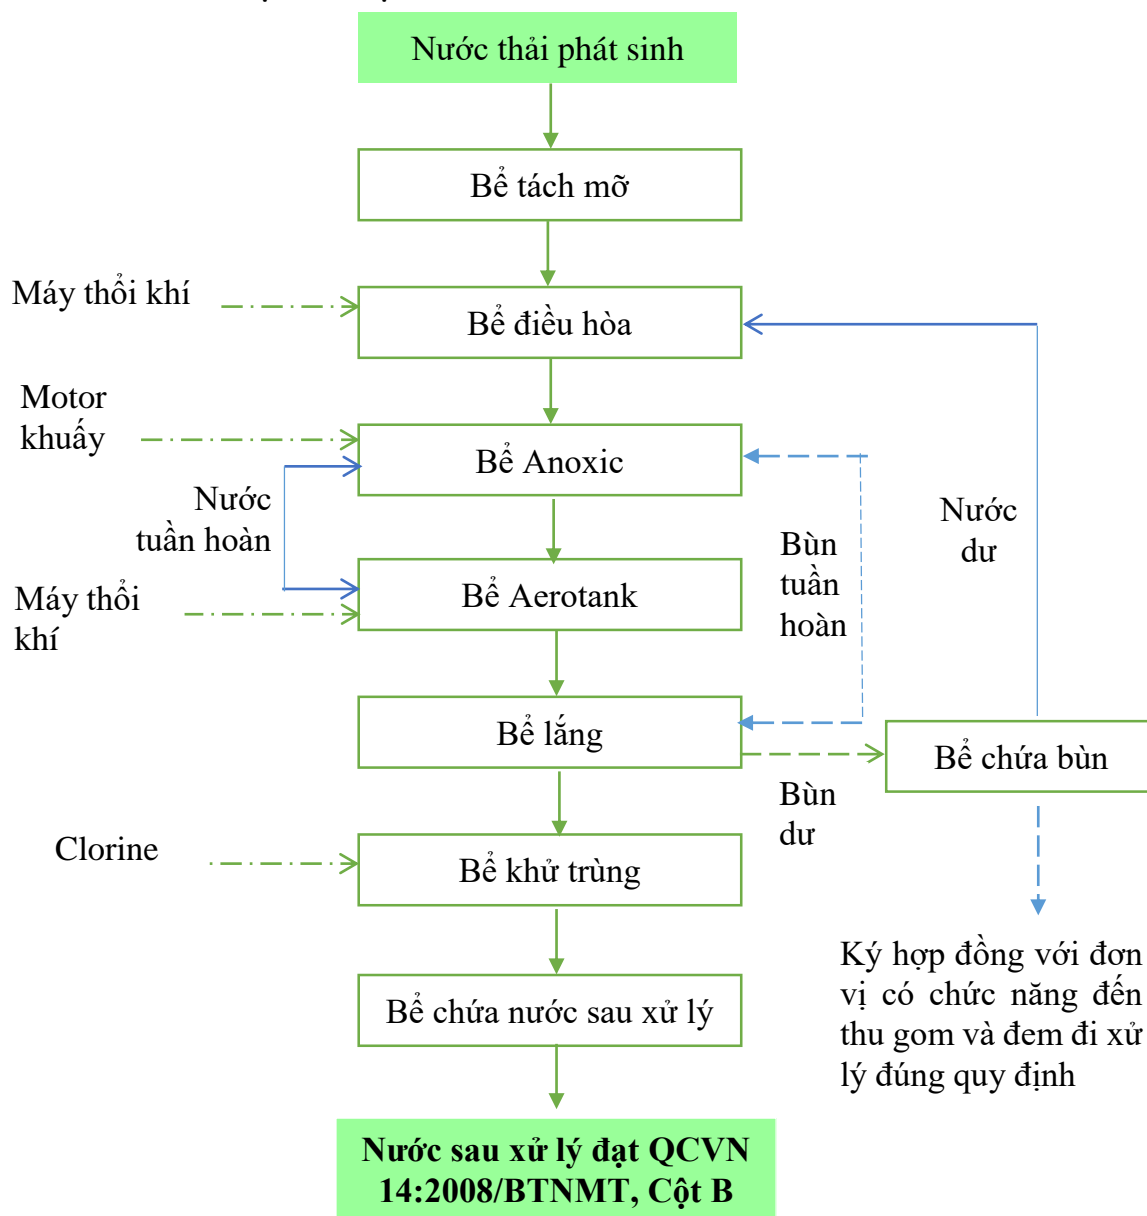 Nước thải phát sinh
Bể tách mỡ
Máy thổi khí
Bể điều hòa
Motor
khuấy
Bể Anoxic
Nước
tuần hoàn
Nước
dư
Bùn
tuần
hoàn
Máy thổi
khí
Bể Aerotank
Bể lắng
Bể chứa bùn
Bùn
dư
Clorine
Bể khử trùng
Ký hợp đồng với đơn
vị có chức năng đến
thu gom và đem đi xử
lý đúng quy định
Bể chứa nước sau xử lý
Nước sau xử lý đạt QCVN
14:2008/BTNMT, Cột B